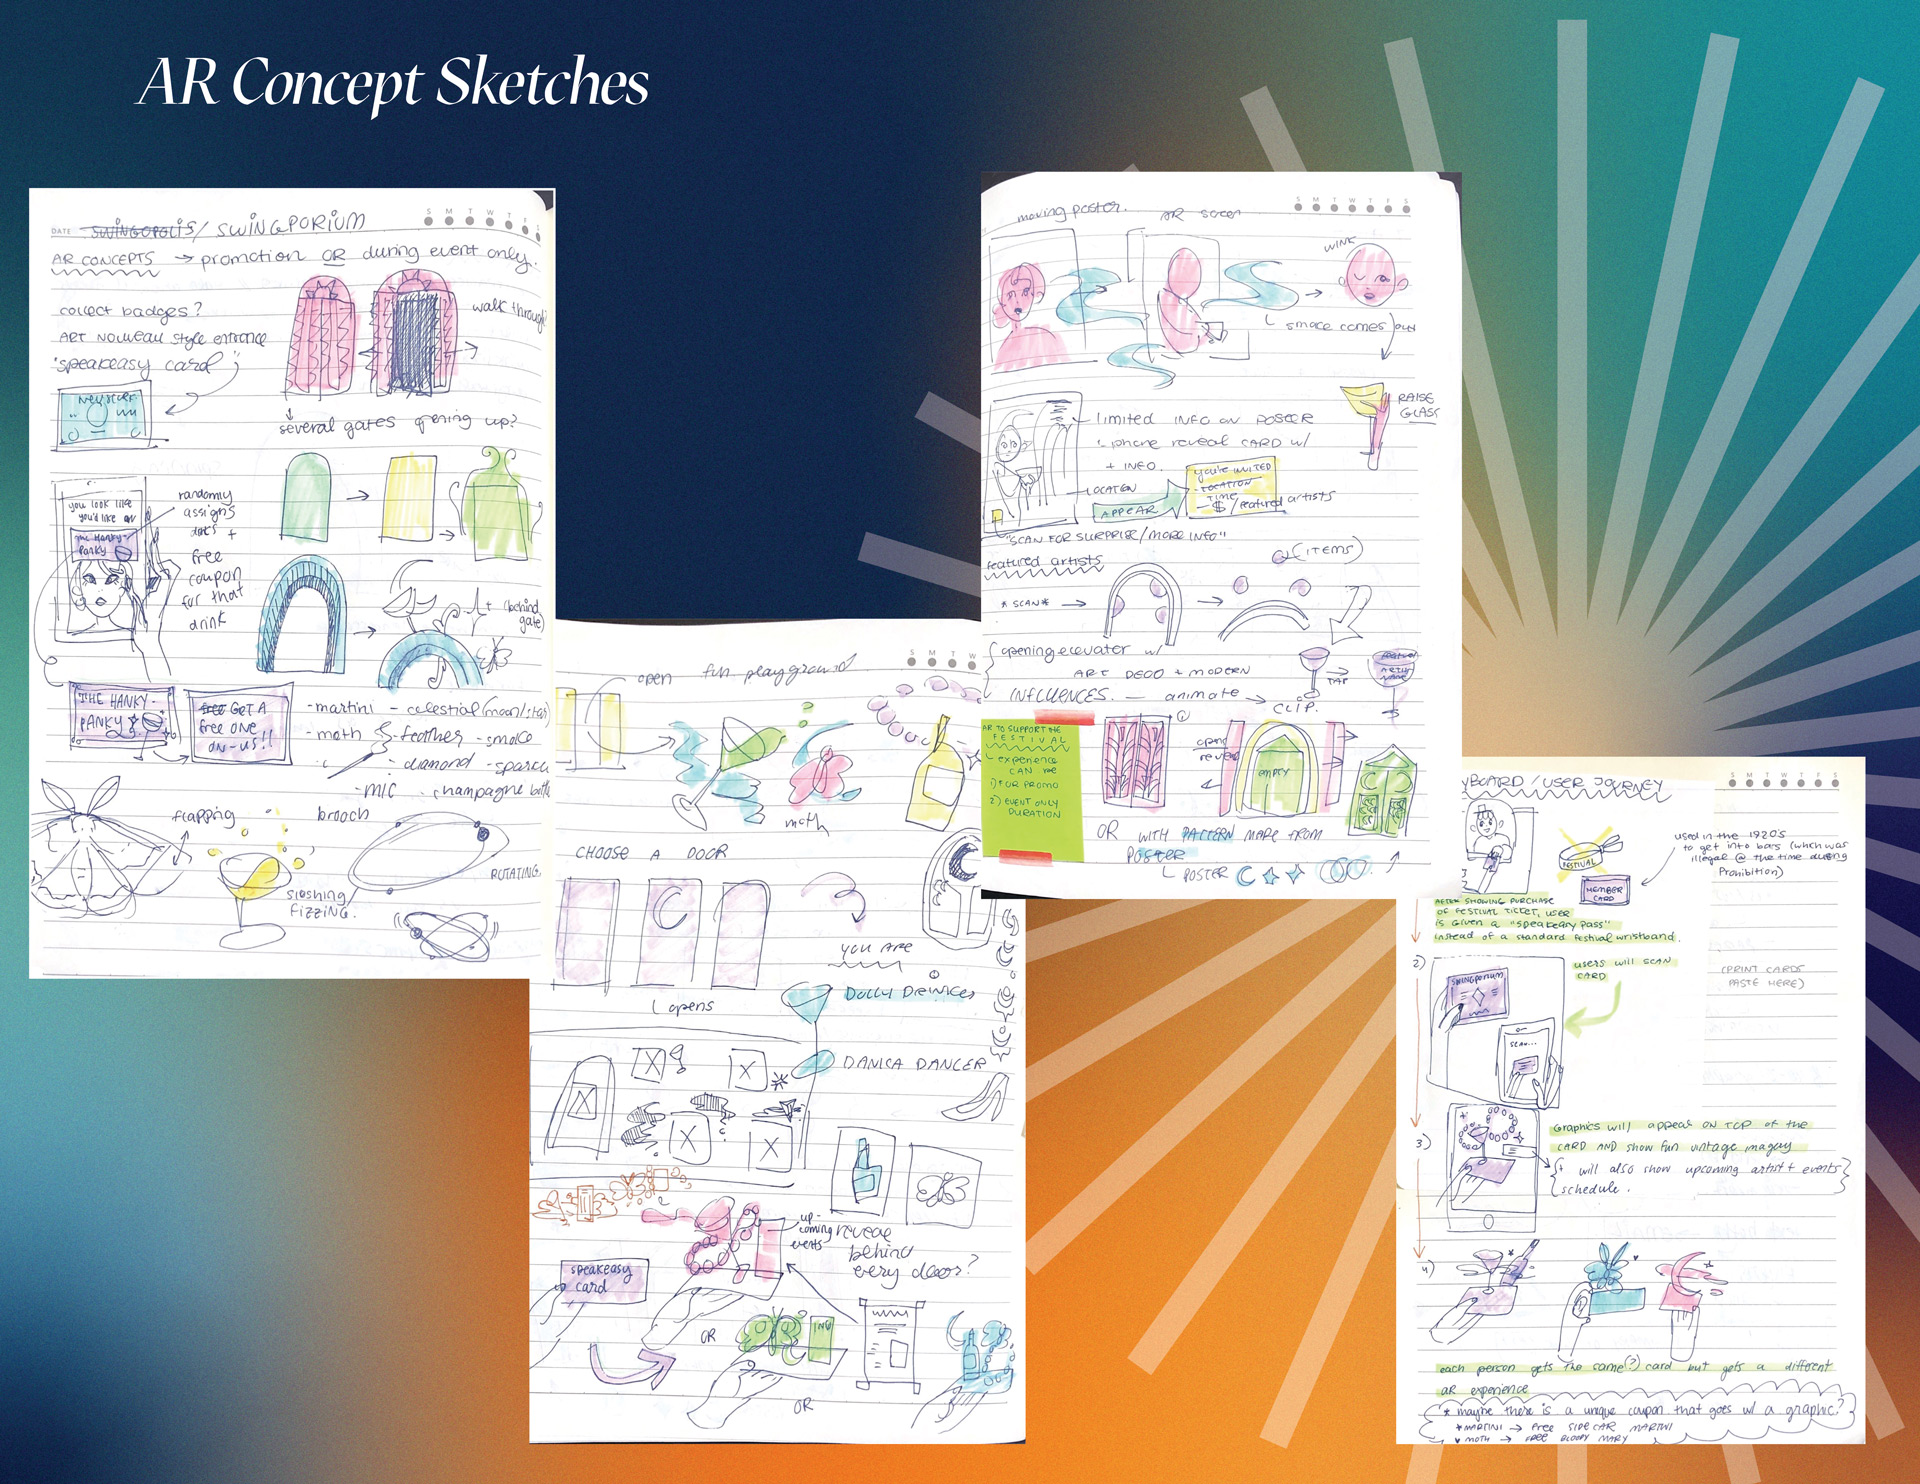 AR Concept Sketches
S M T W T F S
DATE SWINGOPOLIS / SWINGPORIUM
AR CONCEPTS → promotion OR during event only.
collect badges?
ART NOUVEAU style entrance
"speakeasy card"
walk through
several gates opening up?
you look like
you'd like an
THE HANKY-
PANKY
randomly
assigns
+
free
coupon
for that
drink
(behind
gate)
THE HANKY-
PANKY
free GET A
free one
on-us!!
- martini - celestial (moon/star)
- moth - feather - smoke
- diamond - sparkle
- MIC - champagne bottle
flapping
brooch
sloshing
fizzing.
ROTATING.
S M T W
open fun playground
moth
CHOOSE A DOOR
opens
YOU ARE
DOLLY DRINKER
DANICA DANCER
up-
coming
events
reveal
behind
every door?
speakeasy
card
OR
OR
S M T W T F S
moving poster.
WINK
smoke comes out
RAISE
GLASS
limited INFO ON POSTER
phone reveal CARD w/
+ INFO.
LOCATION
APPEAR
YOU'RE INVITED
- LOCATION
TIME
- $ / featured artists
"SCAN FOR SURPRISE/MORE INFO"
featured artists
(ITEMS)
* SCAN * →
opening elevator w/
ART DECO + MODERN
INFLUENCES. — animate →
CLIP.
TAP
AR TO SUPPORT THE
FESTIVAL
experience
CAN BE
1) FOR PROMO
2) EVENT ONLY
DURATION
open
reveal
empty
OR WITH PATTERN MADE FROM
POSTER
POSTER
YBOARD / USER JOURNEY
S M T W T F S
FESTIVAL
MEMBER
CARD
used in the 1920's
to get into bars (which was
illegal @ the time during
Prohibition)
AFTER SHOWING PURCHASE
OF FESTIVAL TICKET, USER
IS GIVEN A "speakeasy PASS"
instead of a standard festival wristband.
2)
SWINGPORIUM
users will SCAN
CARD
SCAN...
(PRINT CARDS
PASTE HERE)
3)
Graphics will appear ON TOP of the
CARD AND show fun vintage imagery
+ will also show upcoming artist + events
schedule.
4)
each person gets the same(?) card but gets a different
AR experience
* maybe there is a unique coupon that goes w/ a graphic?
* MARTINI → Free SIDE CAR MARTINI
♥ MOTH → FREE BLOODY MARY